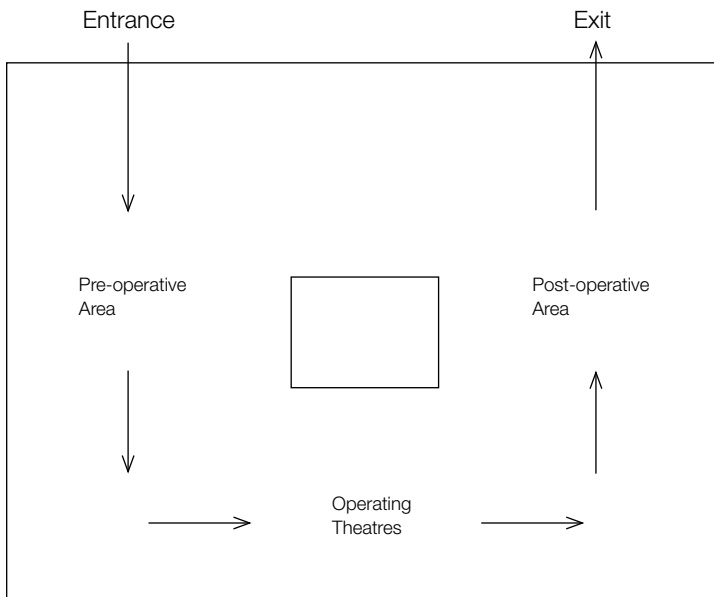 Entrance
Exit
Pre-operative
Area
Post-operative
Area
Operating
Theatres